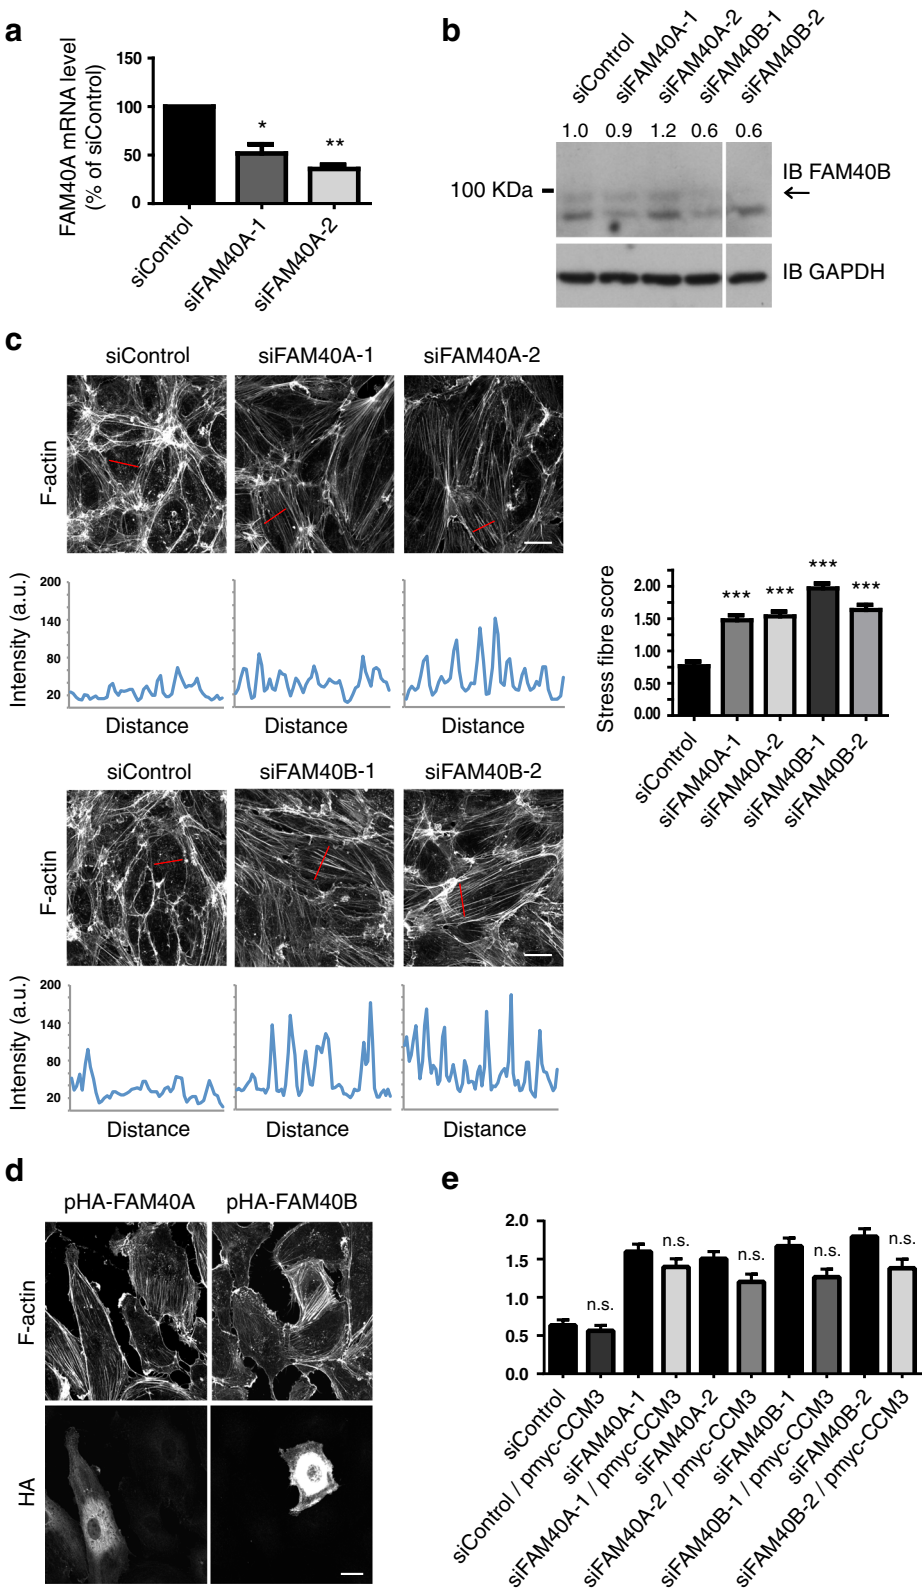 a
FAM40A mRNA level
(% of siControl)
150
100
50
0
*
**
siControl
siFAM40A-1
siFAM40A-2
b
siControl
siFAM40A-1
siFAM40A-2
siFAM40B-1
siFAM40B-2
1.0 0.9 1.2 0.6 0.6
100 KDa
IB FAM40B
←
IB GAPDH
c
siControl siFAM40A-1 siFAM40A-2
F-actin
Intensity (a.u.)
200
140
80
20
Distance Distance Distance
siControl siFAM40B-1 siFAM40B-2
F-actin
Intensity (a.u.)
200
140
80
20
Distance Distance Distance
Stress fibre score
2.00
1.50
1.00
0.50
0.00
*** *** *** ***
siControl
siFAM40A-1
siFAM40A-2
siFAM40B-1
siFAM40B-2
d
pHA-FAM40A pHA-FAM40B
F-actin
HA
e
2.0
1.5
1.0
0.5
0.0
n.s. n.s. n.s. n.s. n.s.
siControl
siControl / pmyc-CCM3
siFAM40A-1
siFAM40A-1 / pmyc-CCM3
siFAM40A-2
siFAM40A-2 / pmyc-CCM3
siFAM40B-1
siFAM40B-1 / pmyc-CCM3
siFAM40B-2
siFAM40B-2 / pmyc-CCM3